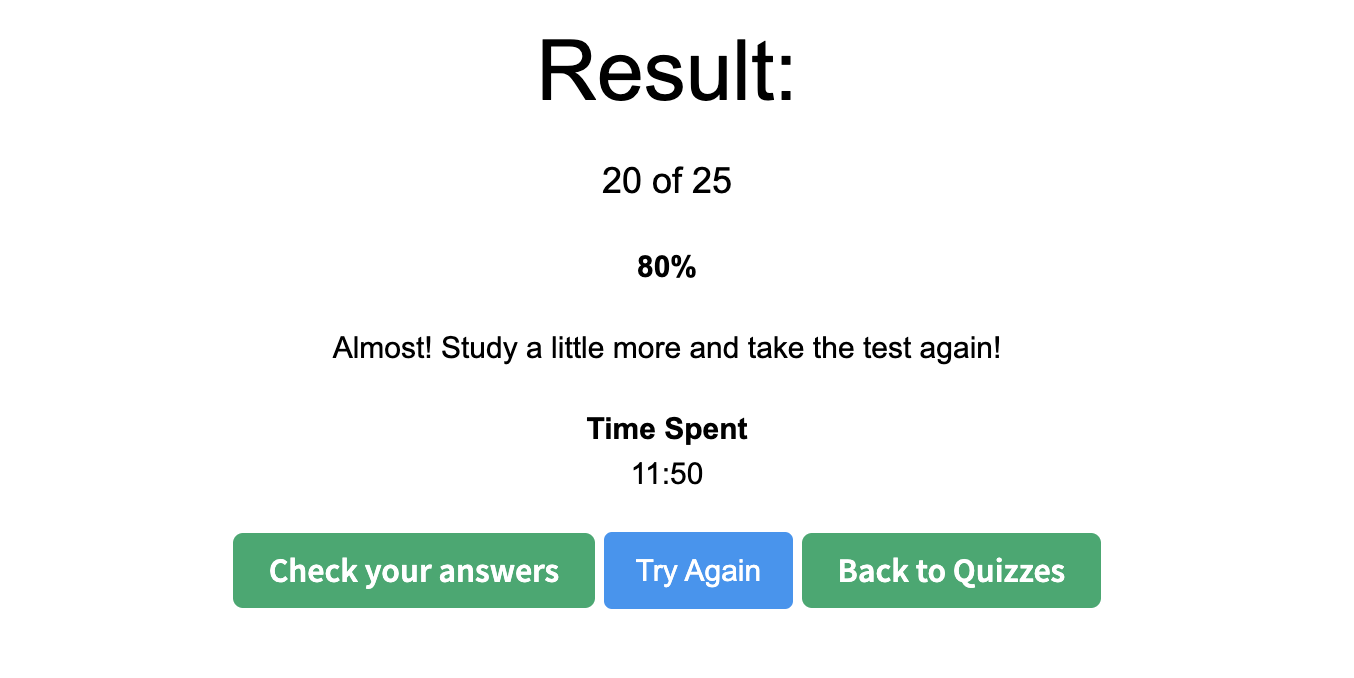 Result:
20 of 25
80%
Almost! Study a little more and take the test again!
Time Spent
11:50
Check your answers Try Again Back to Quizzes